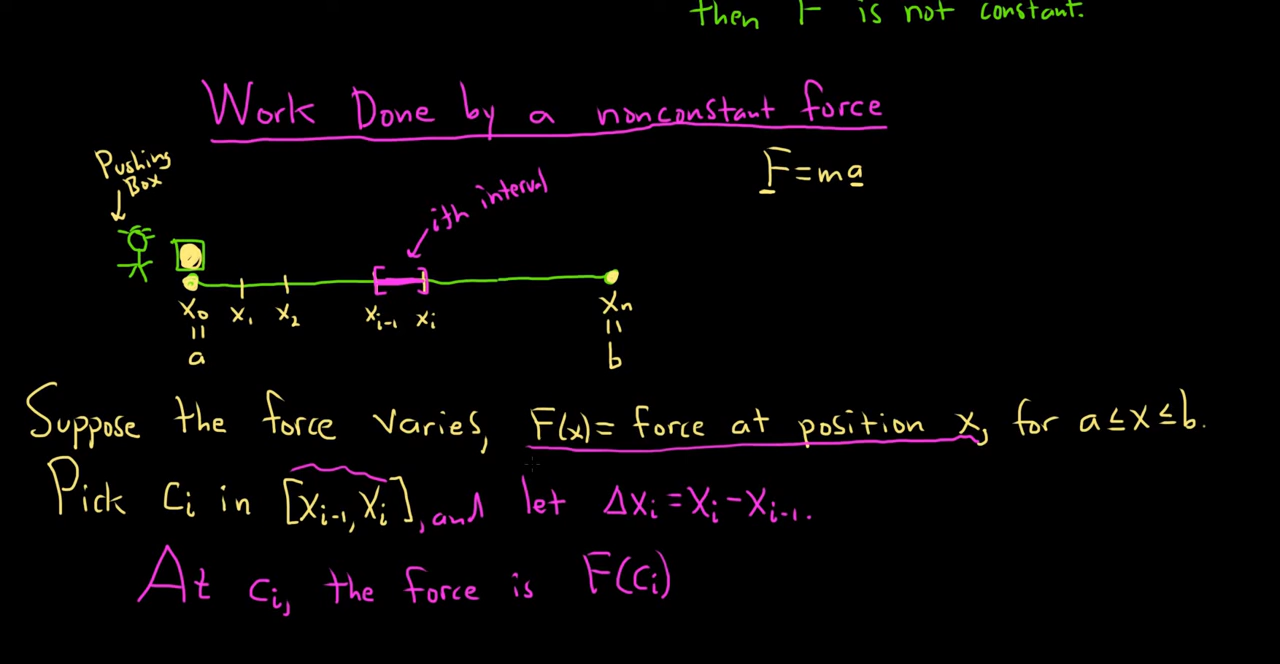 then F is not constant.
Work Done by a nonconstant force
Pushing
Box
F=ma
ith interval
x₀ x₁ x₂ xᵢ₋₁ xᵢ xₙ
= =
a b
Suppose the force varies, F(x)= force at position x, for a≤x≤b.
Pick cᵢ in [xᵢ₋₁, xᵢ], and let Δxᵢ=xᵢ-xᵢ₋₁.
At cᵢ, the force is F(cᵢ)